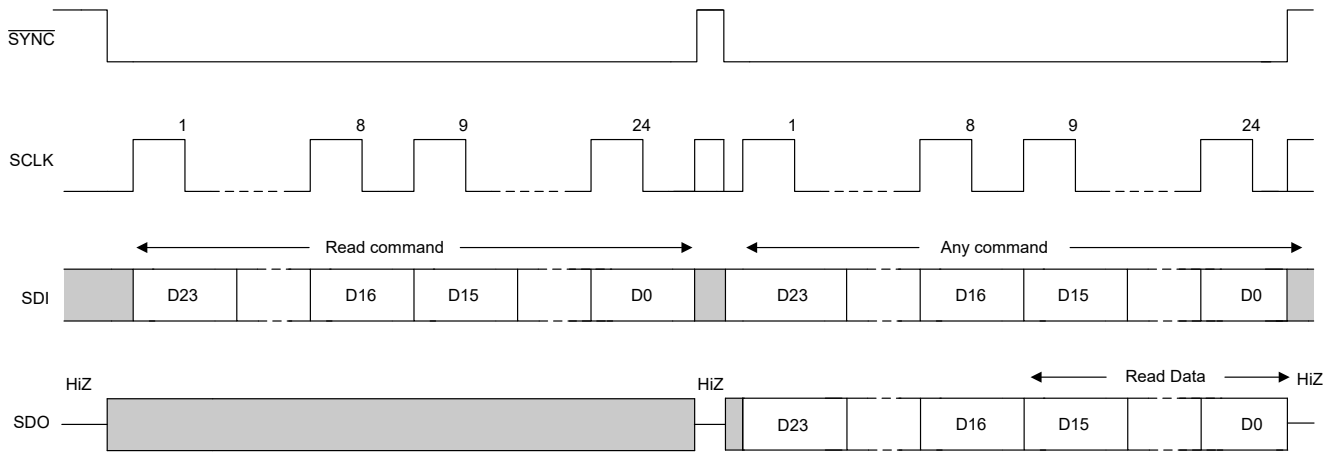 SYNC
1 8 9 24 1 8 9 24
SCLK
Read command Any command
SDI D23 D16 D15 D0 D23 D16 D15 D0
HiZ HiZ Read Data HiZ
SDO D23 D16 D15 D0